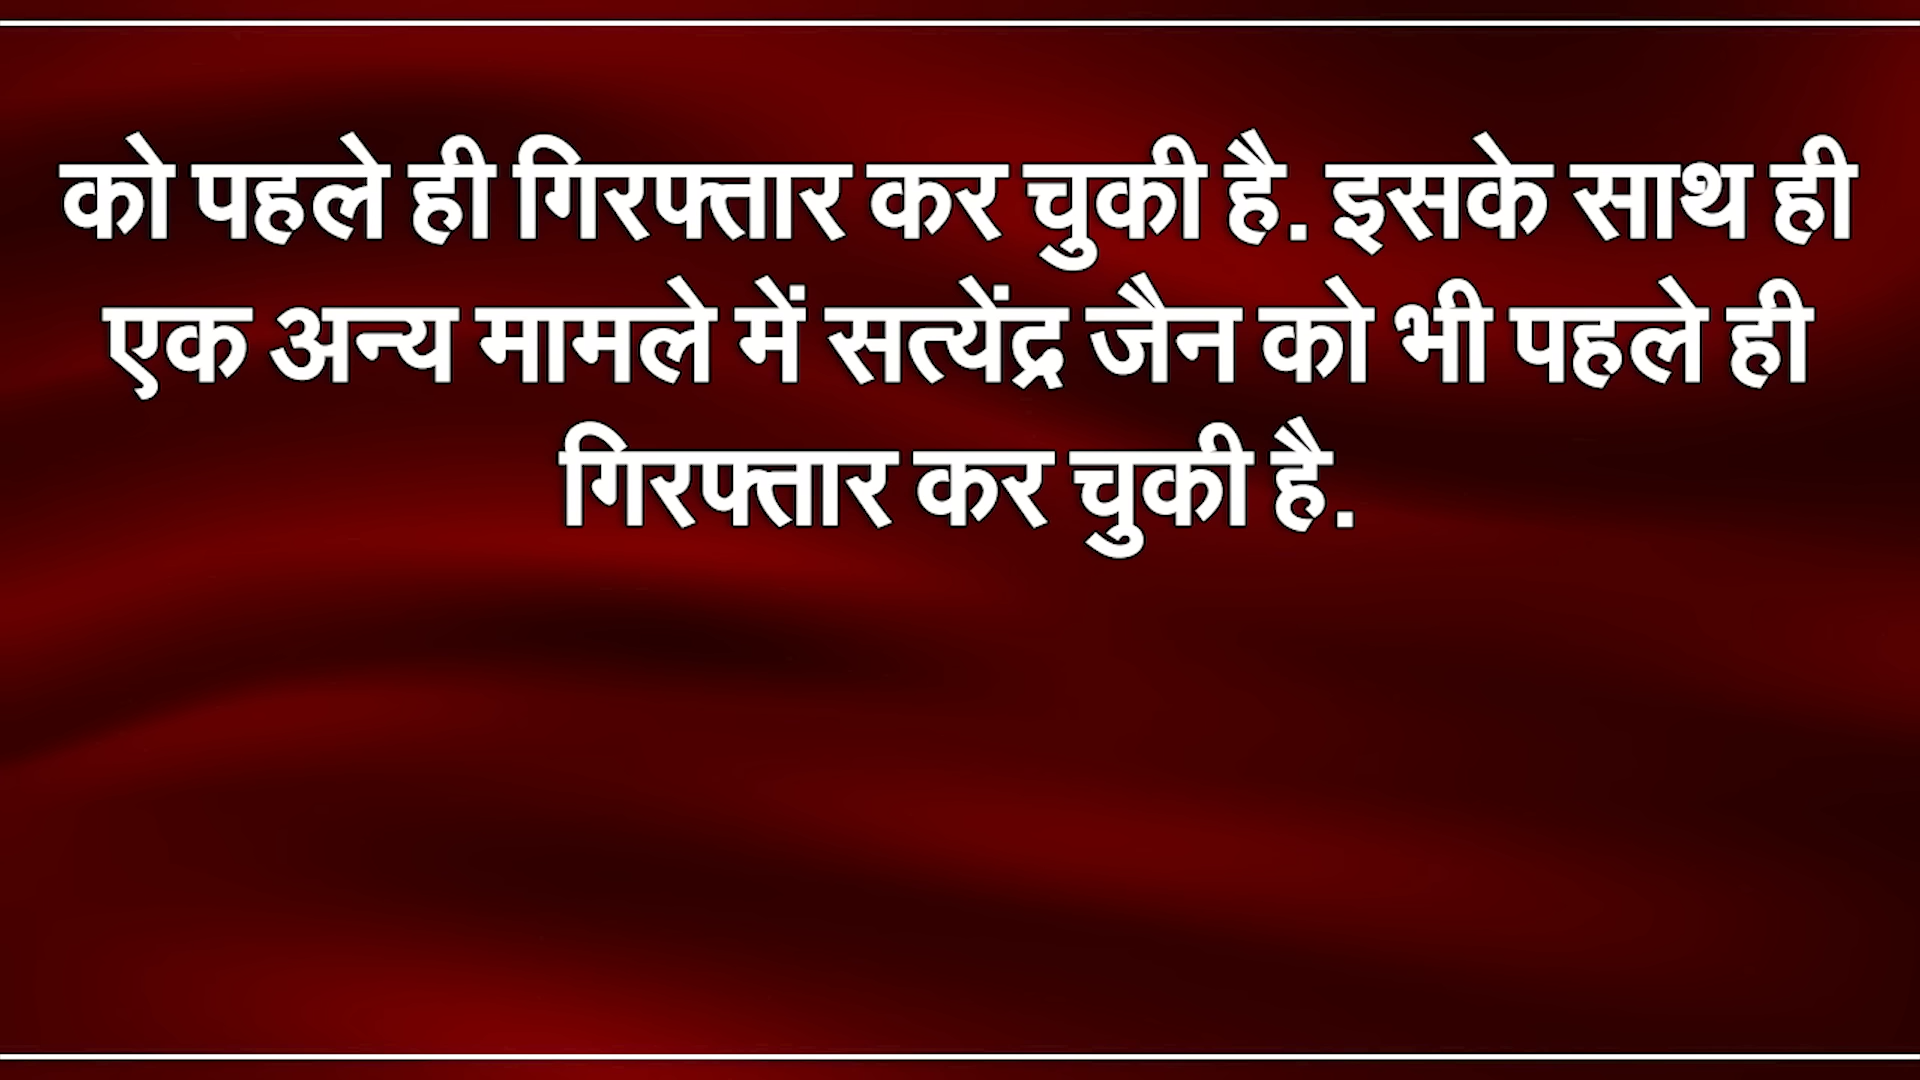 को पहले ही गिरफ्तार कर चुकी है. इसके साथ ही
एक अन्य मामले में सत्येंद्र जैन को भी पहले ही
गिरफ्तार कर चुकी है.